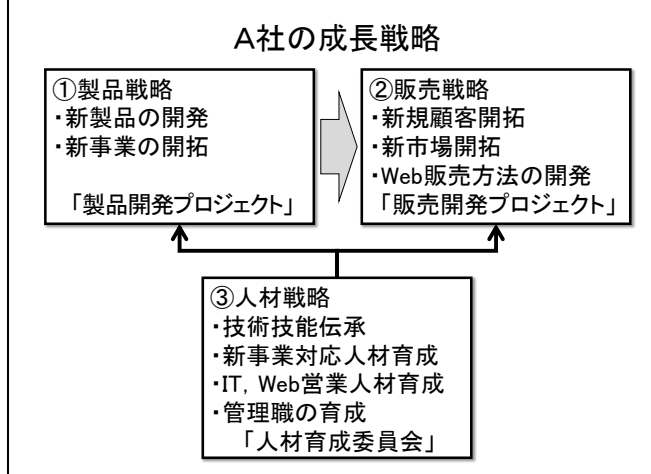 A社の成長戦略
①製品戦略
・新製品の開発
・新事業の開拓
「製品開発プロジェクト」
②販売戦略
・新規顧客開拓
・新市場開拓
・Web販売方法の開発
「販売開発プロジェクト」
③人材戦略
・技術技能伝承
・新事業対応人材育成
・IT，Web営業人材育成
・管理職の育成
「人材育成委員会」